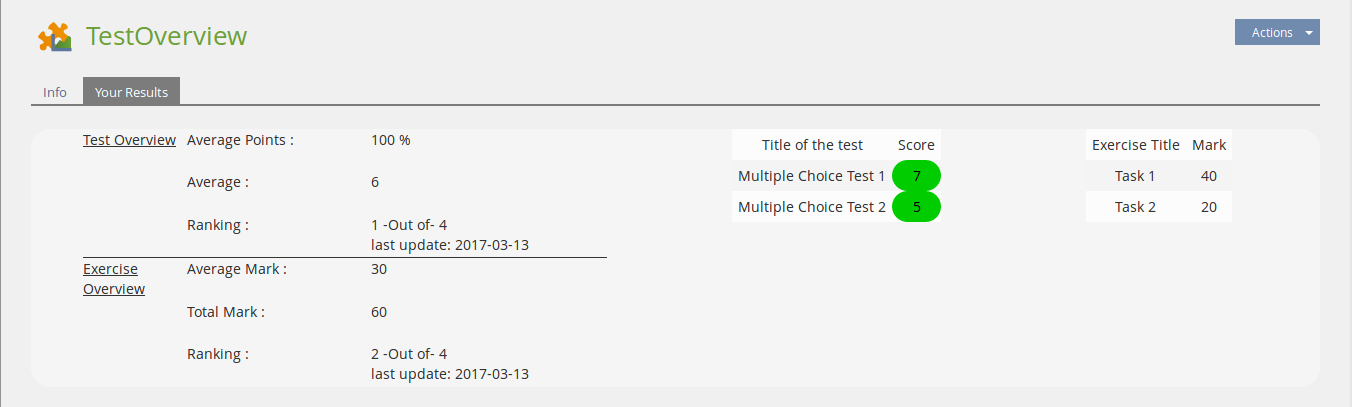 TestOverview
Actions
Info
Your Results
Test Overview Average Points : 100 %
Average : 6
Ranking : 1 -Out of- 4
last update: 2017-03-13
Exercise Overview Average Mark : 30
Total Mark : 60
Ranking : 2 -Out of- 4
last update: 2017-03-13
Title of the test Score
Multiple Choice Test 1 7
Multiple Choice Test 2 5
Exercise Title Mark
Task 1 40
Task 2 20